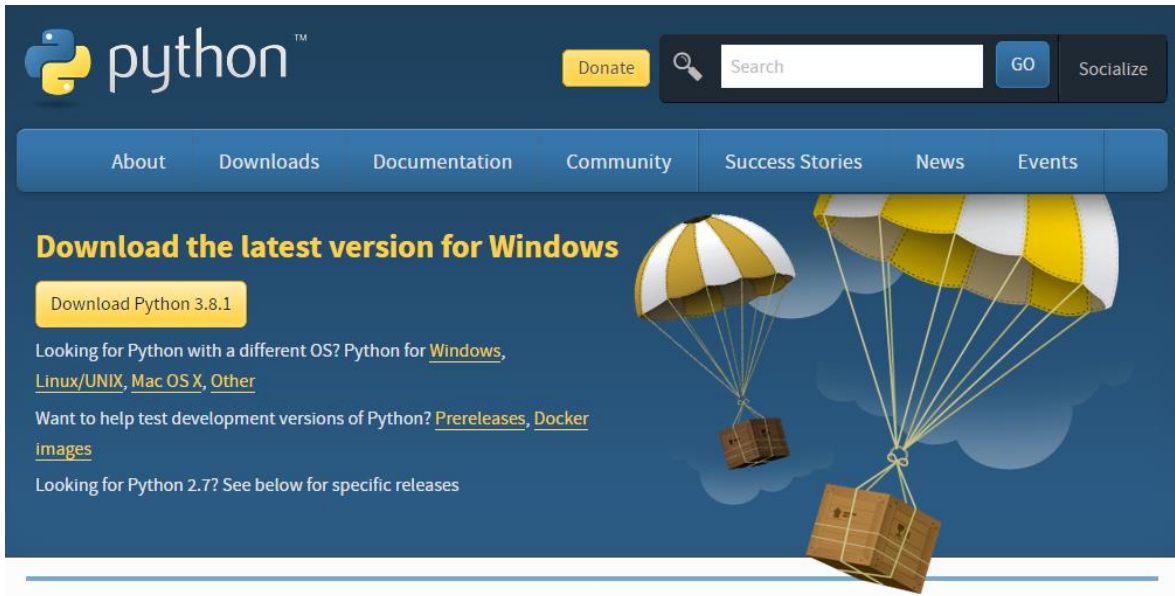 python™
Donate
Search
GO
Socialize
About Downloads Documentation Community Success Stories News Events
Download the latest version for Windows
Download Python 3.8.1
Looking for Python with a different OS? Python for Windows,
Linux/UNIX, Mac OS X, Other
Want to help test development versions of Python? Prereleases, Docker
images
Looking for Python 2.7? See below for specific releases